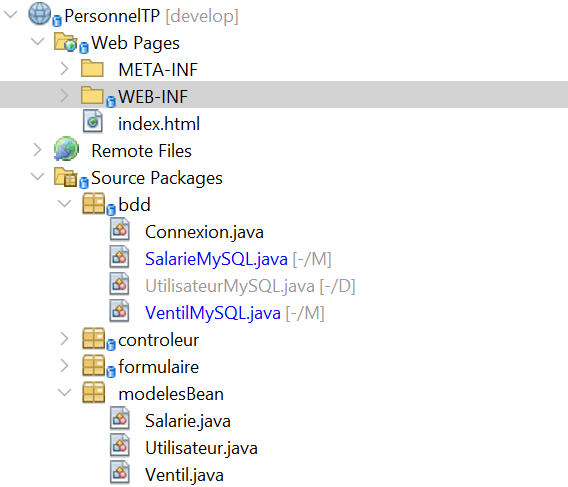 PersonnelTP [develop]
Web Pages
META-INF
WEB-INF
index.html
Remote Files
Source Packages
bdd
Connexion.java
SalarieMySQL.java [-/M]
UtilisateurMySQL.java [-/D]
VentilMySQL.java [-/M]
controleur
formulaire
modelesBean
Salarie.java
Utilisateur.java
Ventil.java